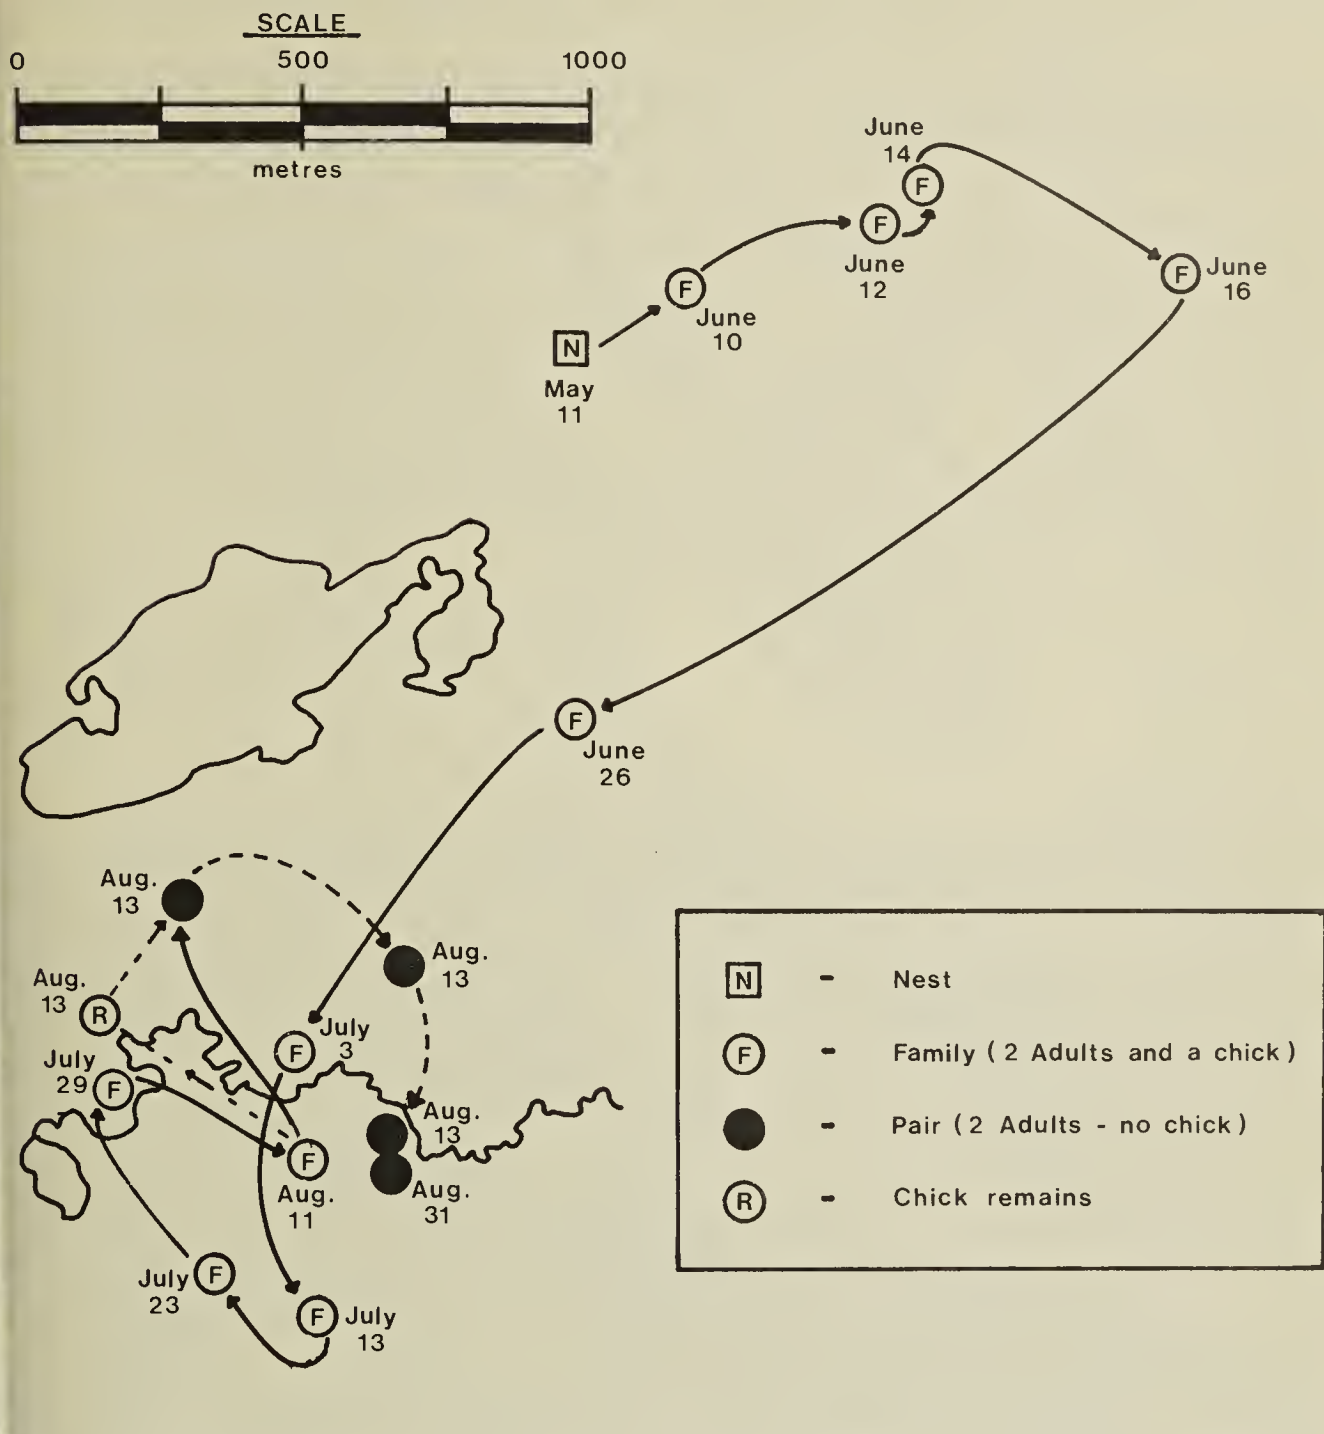 SCALE
0 500 1000
metres
June
14
F
F
June
12
F June
16
F
June
10
N
May
11
F
June
26
Aug.
13
Aug.
13
Aug.
13
R
July
3
F
July
29 F
Aug.
13
F
Aug.
11
Aug.
31
July
23
F
F July
13
N - Nest
F - Family (2 Adults and a chick)
- Pair (2 Adults - no chick)
R - Chick remains